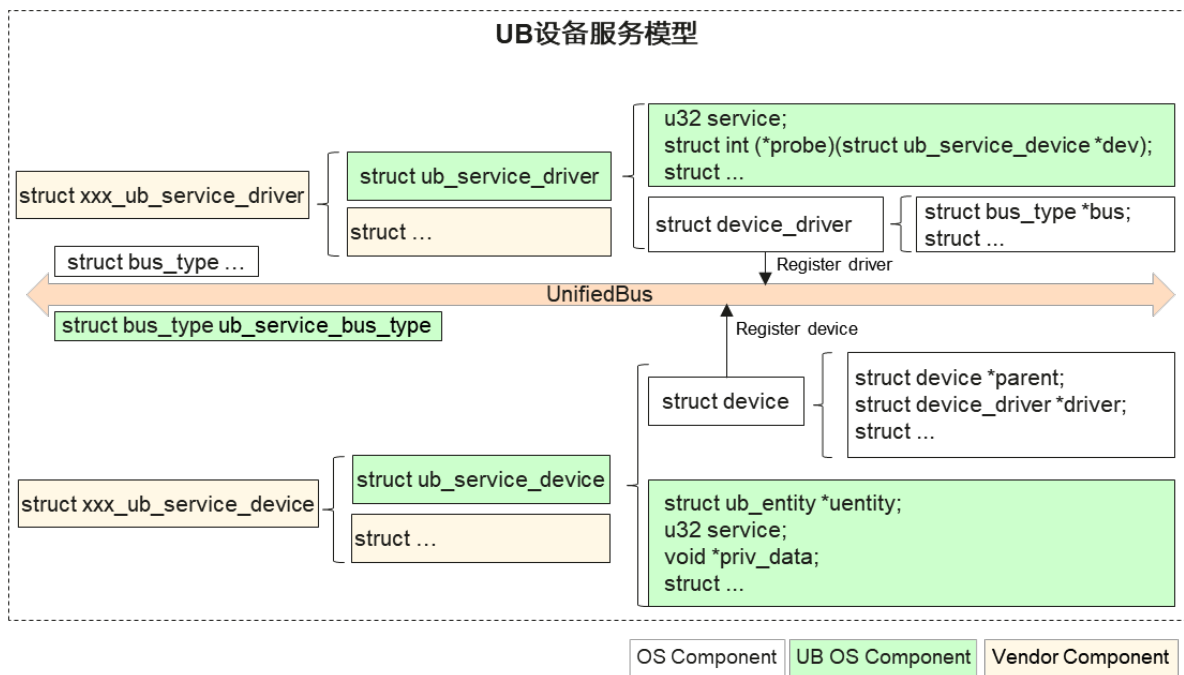 UB设备服务模型
u32 service;
struct int (*probe)(struct ub_service_device *dev);
struct ...
struct ub_service_driver
struct xxx_ub_service_driver
struct …
struct device_driver
struct bus_type *bus;
struct ...
struct bus_type …
Register driver
UnifiedBus
struct bus_type ub_service_bus_type
Register device
struct device
struct device *parent;
struct device_driver *driver;
struct ...
struct ub_service_device
struct xxx_ub_service_device
struct …
struct ub_entity *uentity;
u32 service;
void *priv_data;
struct ...
OS Component
UB OS Component
Vendor Component